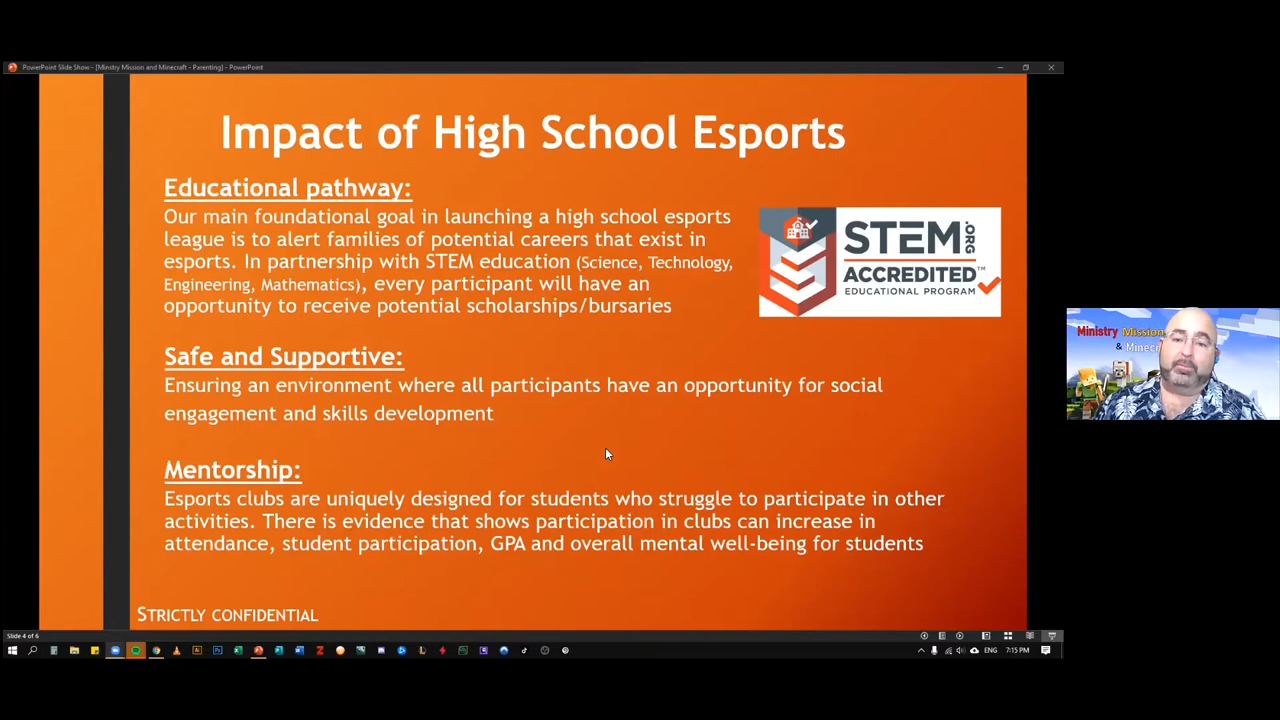 PowerPoint Slide Show - [Minstry Mission and Minecraft - Parenting] - PowerPoint
Impact of High School Esports
Educational pathway:
Our main foundational goal in launching a high school esports
league is to alert families of potential careers that exist in
esports. In partnership with STEM education (Science, Technology,
Engineering, Mathematics), every participant will have an
opportunity to receive potential scholarships/bursaries
STEM.ORG
ACCREDITED™
EDUCATIONAL PROGRAM
Safe and Supportive:
Ensuring an environment where all participants have an opportunity for social
engagement and skills development
Mentorship:
Esports clubs are uniquely designed for students who struggle to participate in other
activities. There is evidence that shows participation in clubs can increase in
attendance, student participation, GPA and overall mental well-being for students
STRICTLY CONFIDENTIAL
Slide 4 of 6
ENG
7:15 PM
Ministry Mission
&